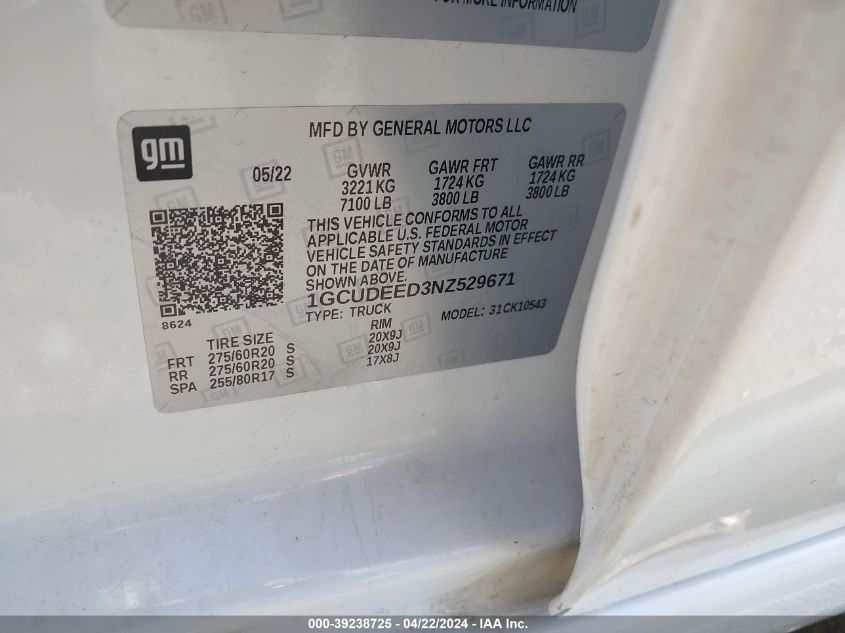 FOR MORE INFORMATION
gm
MFD BY GENERAL MOTORS LLC
05/22 GVWR GAWR FRT GAWR RR
3221 KG 1724 KG 1724 KG
7100 LB 3800 LB 3800 LB
THIS VEHICLE CONFORMS TO ALL
APPLICABLE U.S. FEDERAL MOTOR
VEHICLE SAFETY STANDARDS IN EFFECT
ON THE DATE OF MANUFACTURE
SHOWN ABOVE.
1GCUDEED3NZ529671
8624
TYPE: TRUCK MODEL: 31CK10543
TIRE SIZE RIM
FRT 275/60R20 S 20X9J
RR 275/60R20 S 20X9J
SPA 255/80R17 S 17X8J
000-39238725 - 04/22/2024 - IAA Inc.